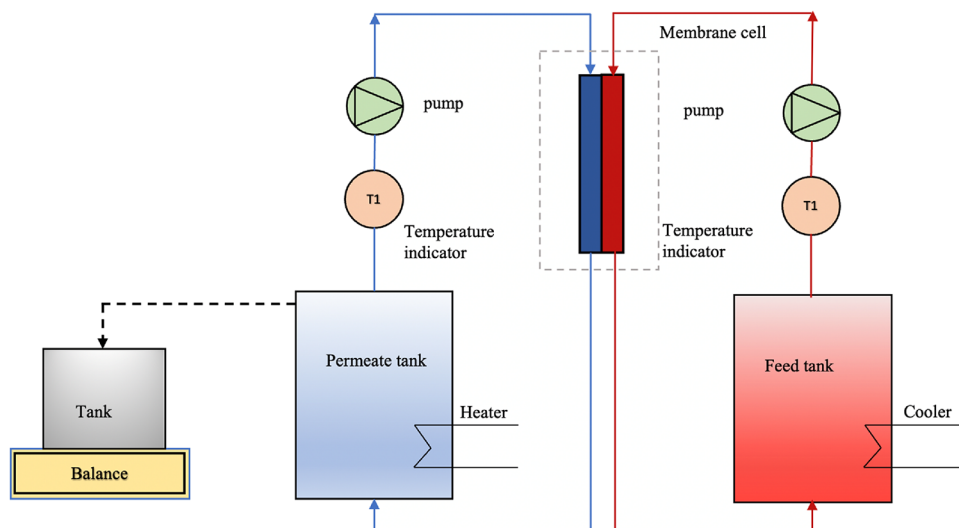 Membrane cell
pump
pump
T1
T1
Temperature
indicator
Temperature
indicator
Permeate tank
Feed tank
Tank
Heater
Cooler
Balance